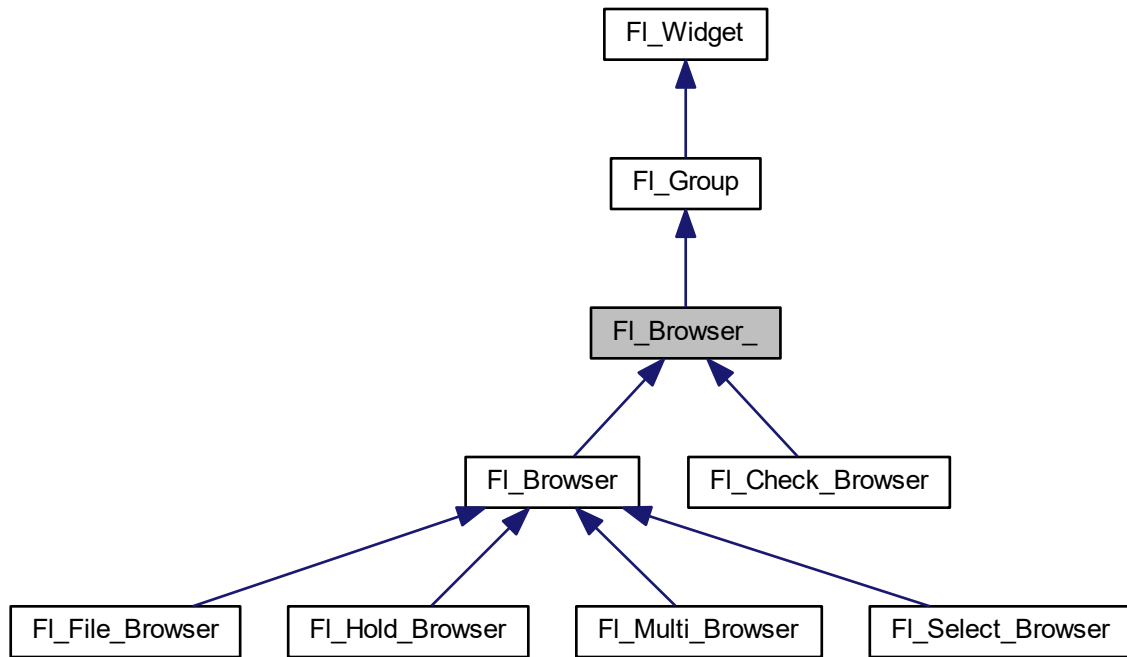 Fl_Widget
Fl_Group
Fl_Browser_
Fl_Browser
Fl_Check_Browser
Fl_File_Browser
Fl_Hold_Browser
Fl_Multi_Browser
Fl_Select_Browser